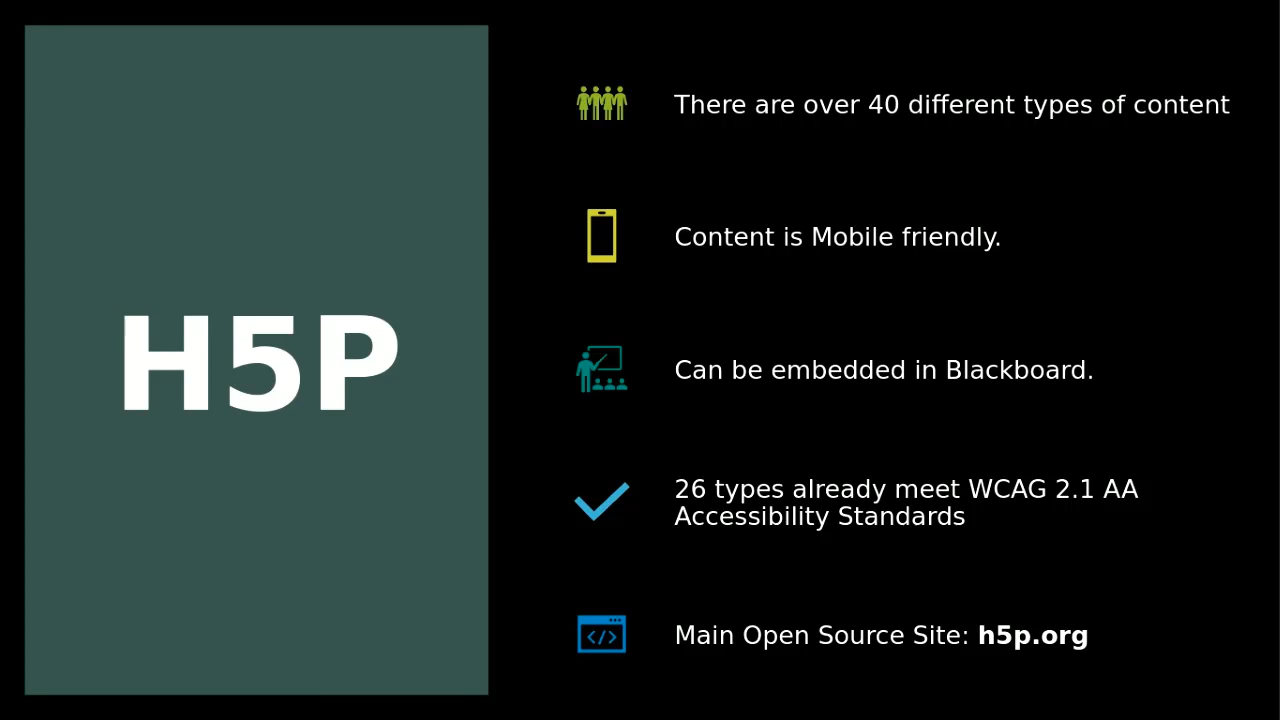 H5P
There are over 40 different types of content
Content is Mobile friendly.
Can be embedded in Blackboard.
26 types already meet WCAG 2.1 AA
Accessibility Standards
Main Open Source Site: h5p.org